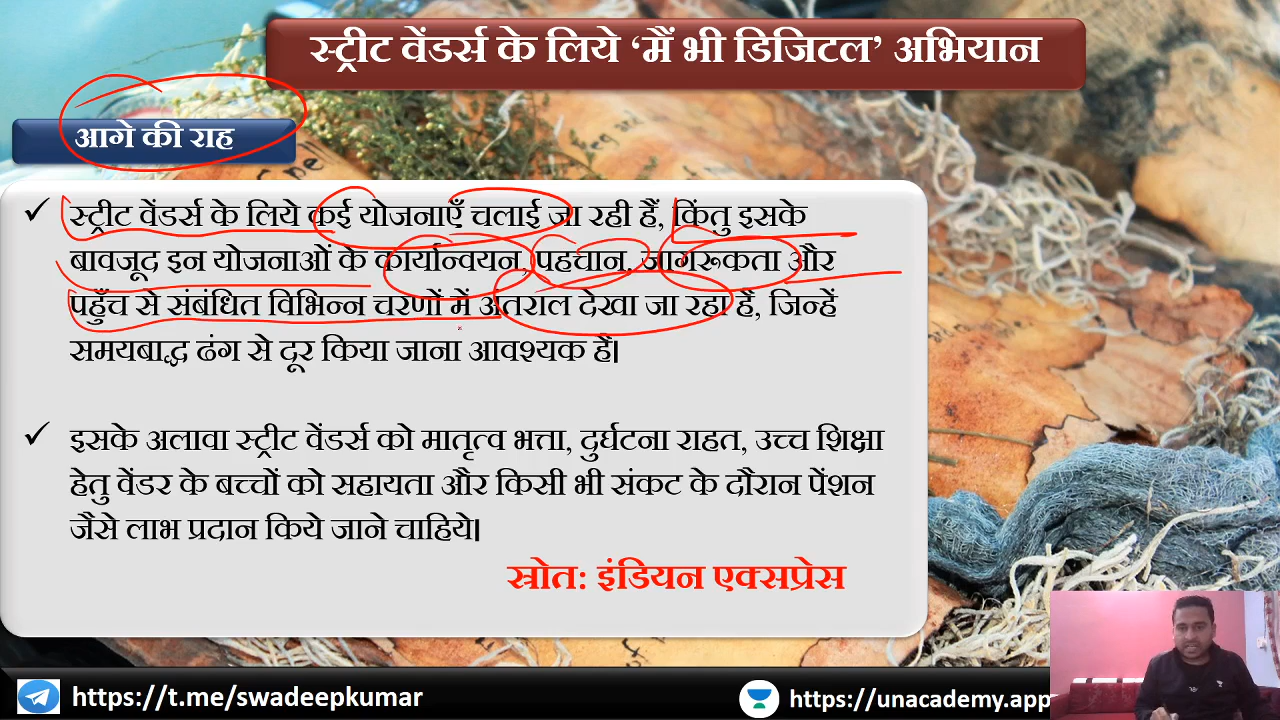 स्ट्रीट वेंडर्स के लिये ‘मैं भी डिजिटल’ अभियान
आगे की राह
✓ स्ट्रीट वेंडर्स के लिये कई योजनाएँ चलाई जा रही हैं, किंतु इसके
बावजूद इन योजनाओं के कार्यान्वयन, पहचान, जागरूकता और
पहुँच से संबंधित विभिन्न चरणों में अंतराल देखा जा रहा है, जिन्हें
समयबाद्ध ढंग से दूर किया जाना आवश्यक है।
✓ इसके अलावा स्ट्रीट वेंडर्स को मातृत्व भत्ता, दुर्घटना राहत, उच्च शिक्षा
हेतु वेंडर के बच्चों को सहायता और किसी भी संकट के दौरान पेंशन
जैसे लाभ प्रदान किये जाने चाहिये।
स्रोत: इंडियन एक्सप्रेस
https://t.me/swadeepkumar
https://unacademy.app